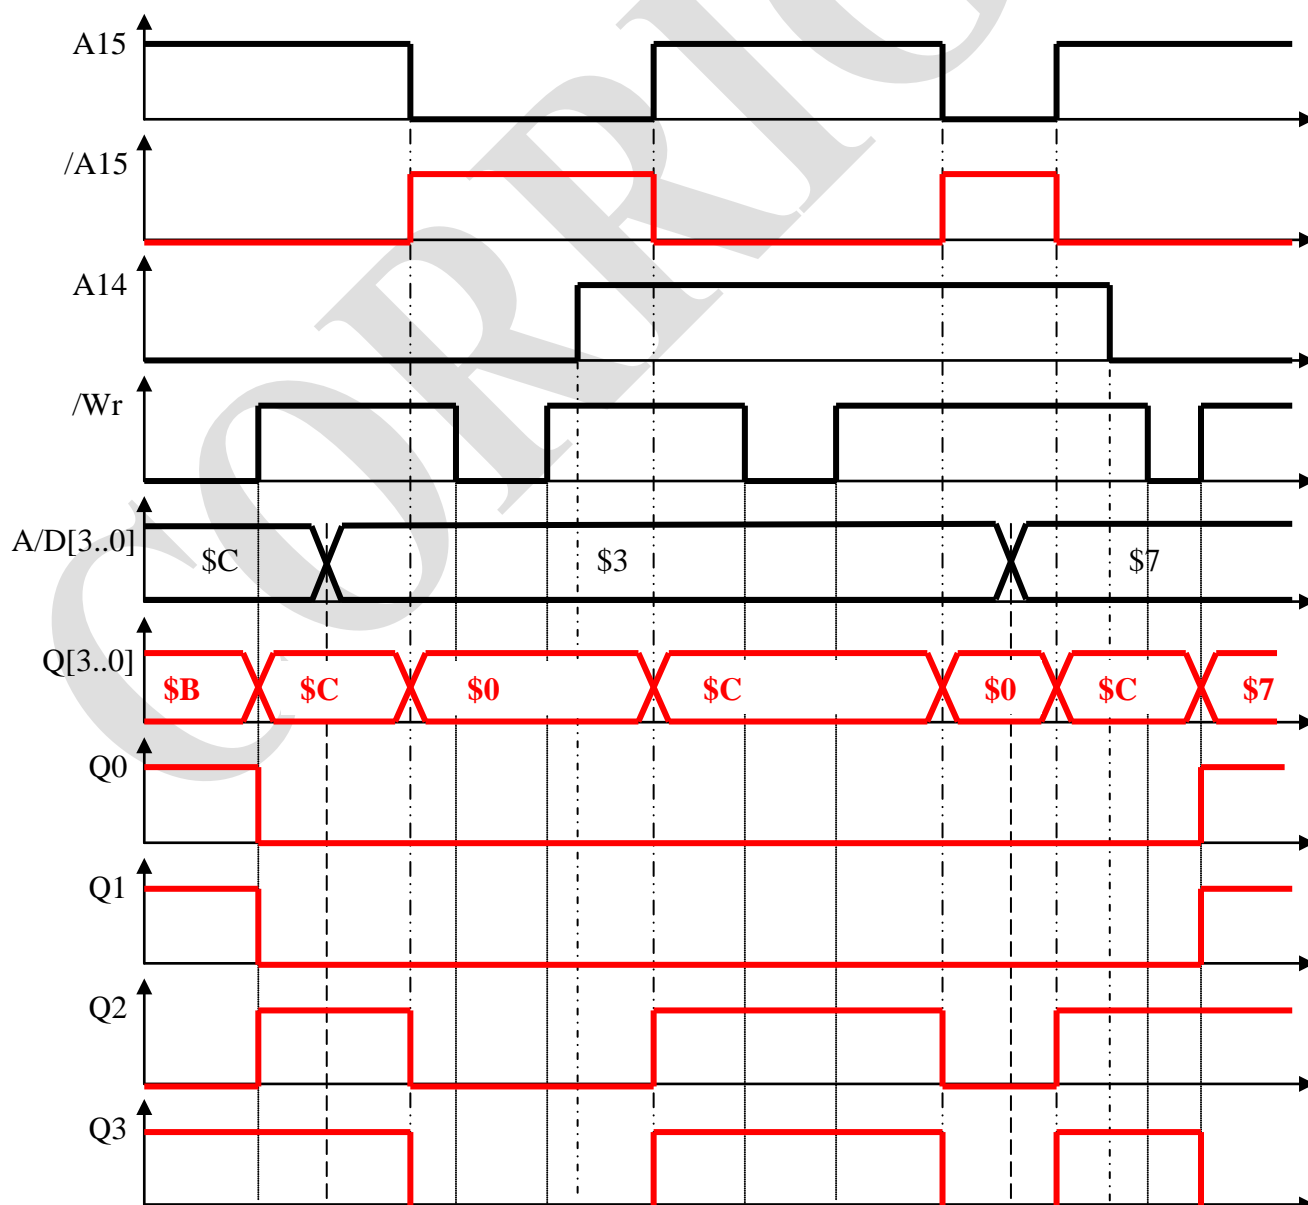 A15
/A15
A14
/Wr
A/D[3..0] $C $3 $7
Q[3..0] $B $C $0 $C $0 $C $7
Q0
Q1
Q2
Q3
CORRIG